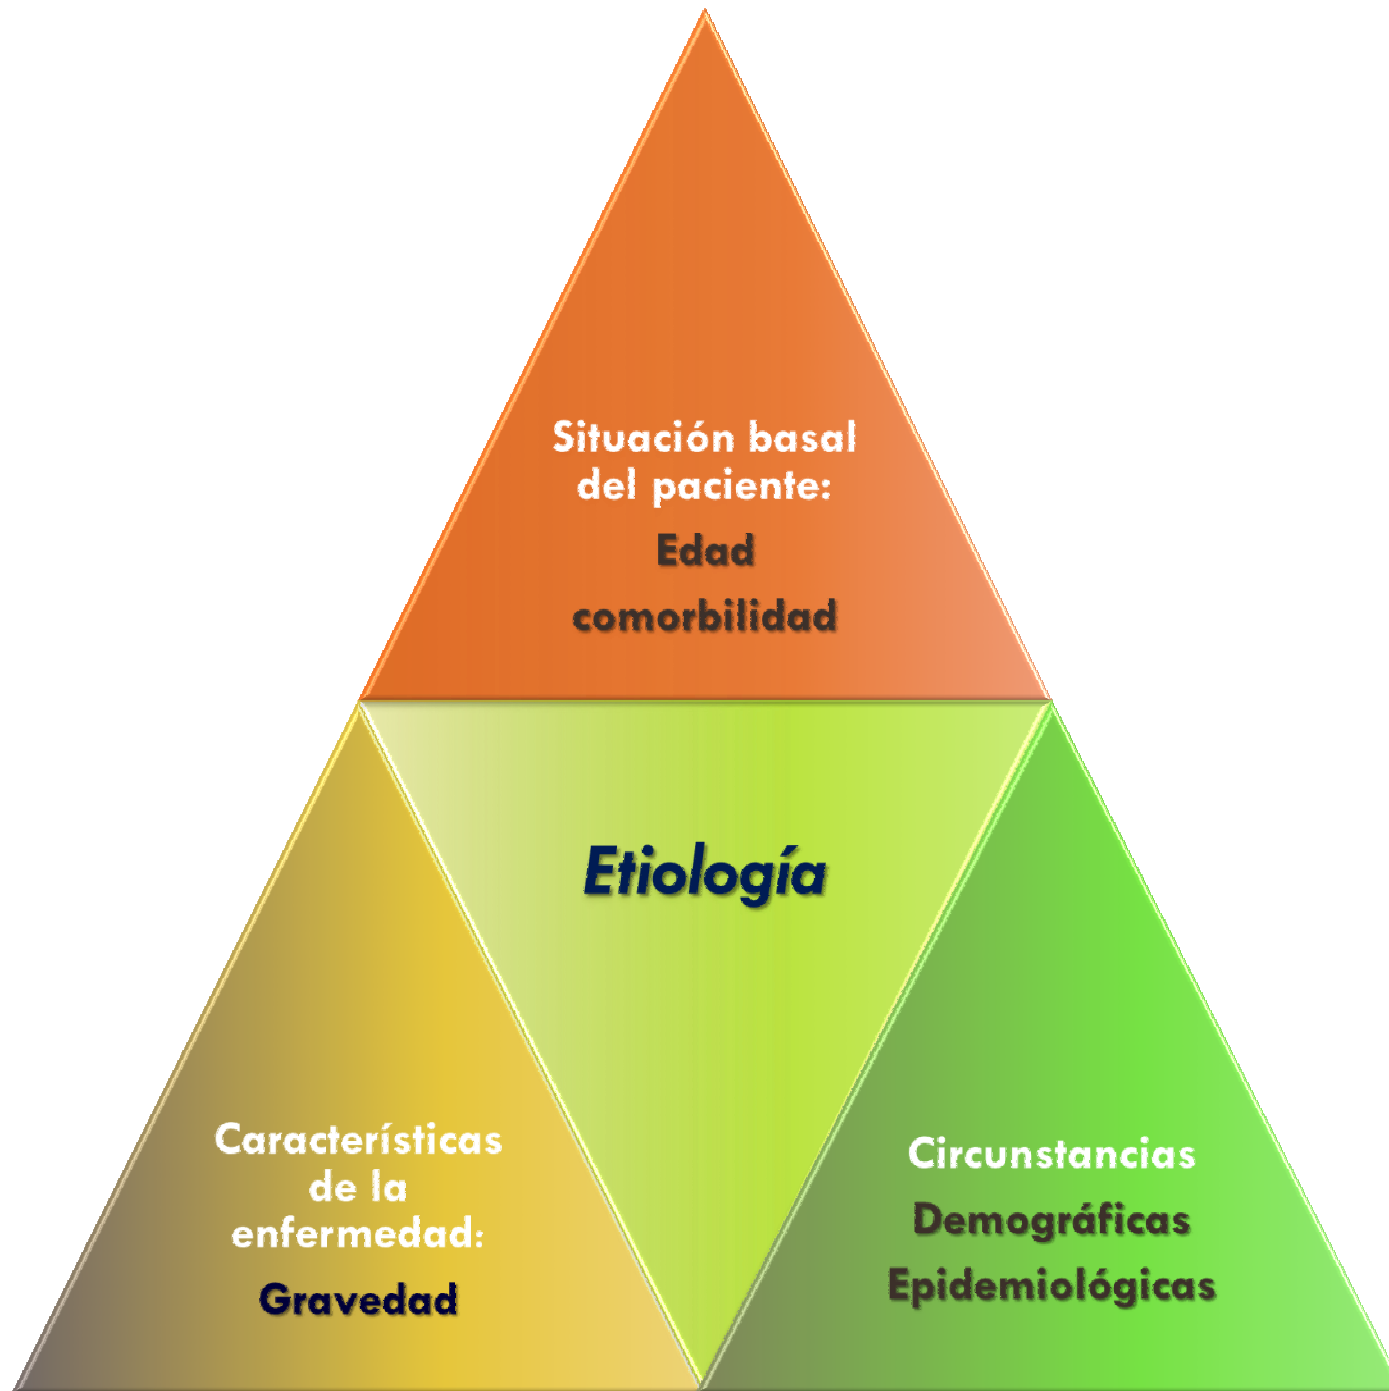 Situación basal
del paciente:
Edad
comorbilidad
Etiología
Características
de la
enfermedad:
Gravedad
Circunstancias
Demográficas
Epidemiológicas